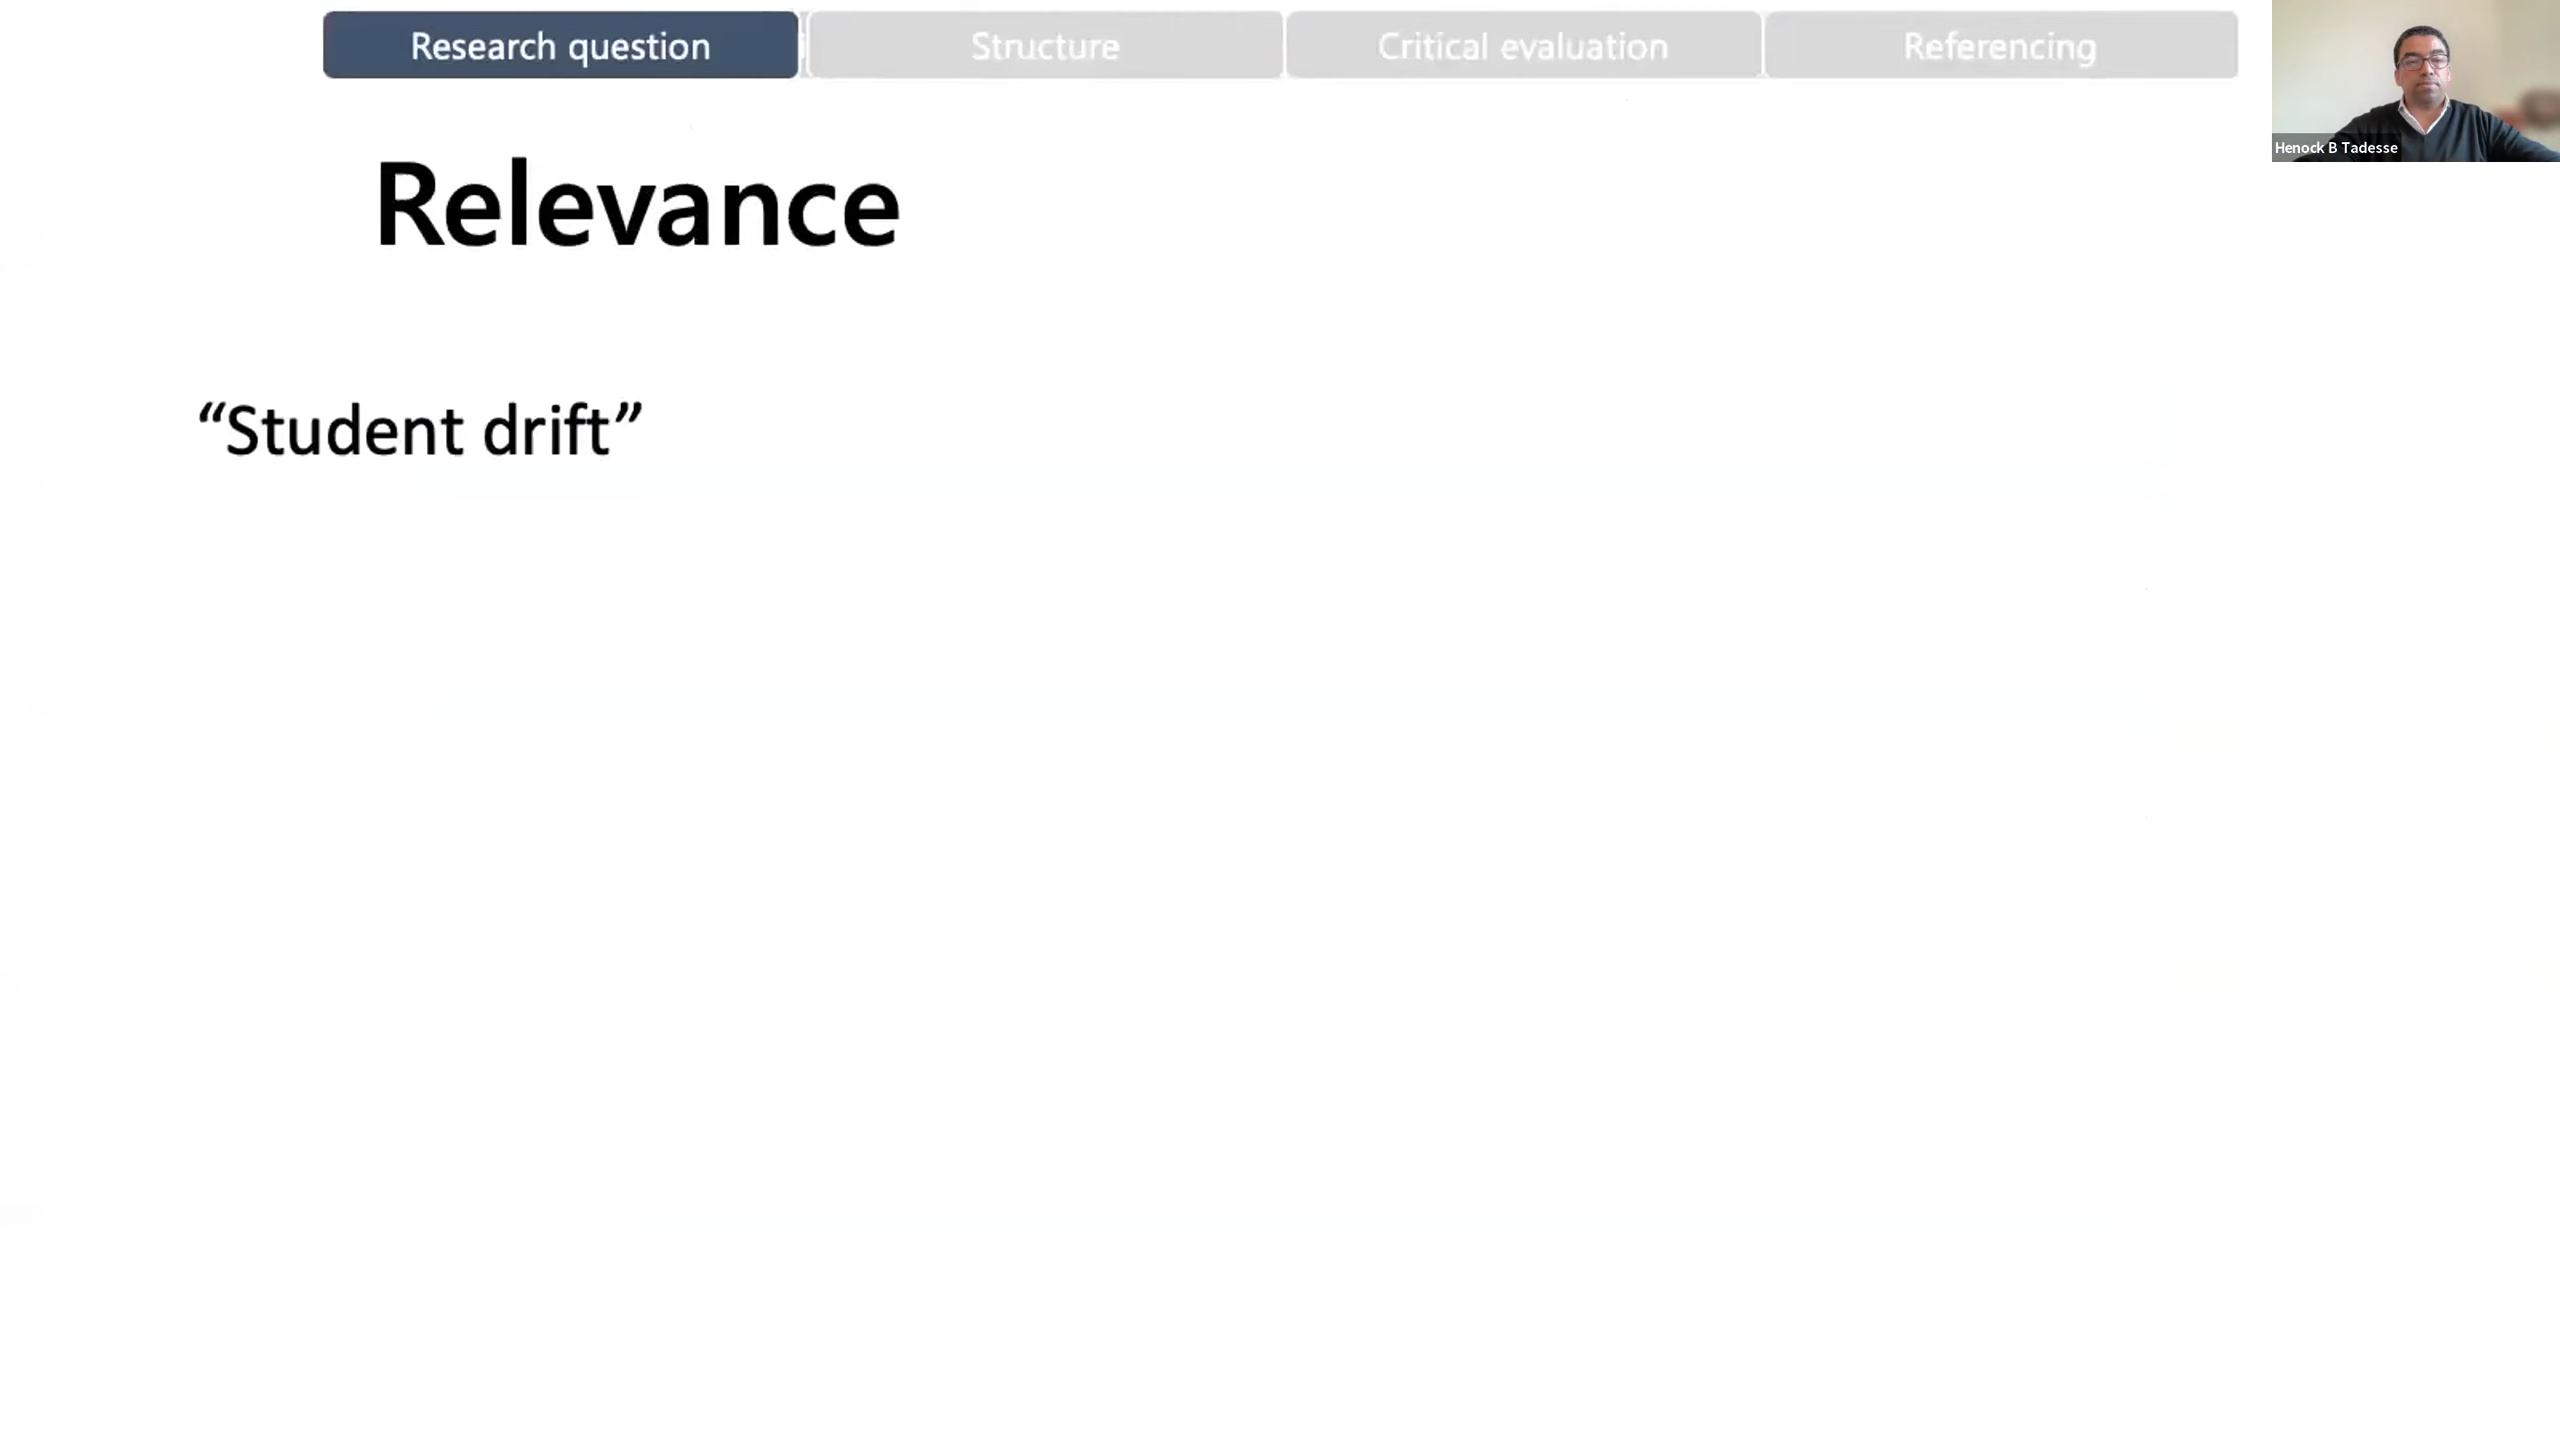 Research question
Structure
Critical evaluation
Referencing
Henock B Tadesse
Relevance
“Student drift”